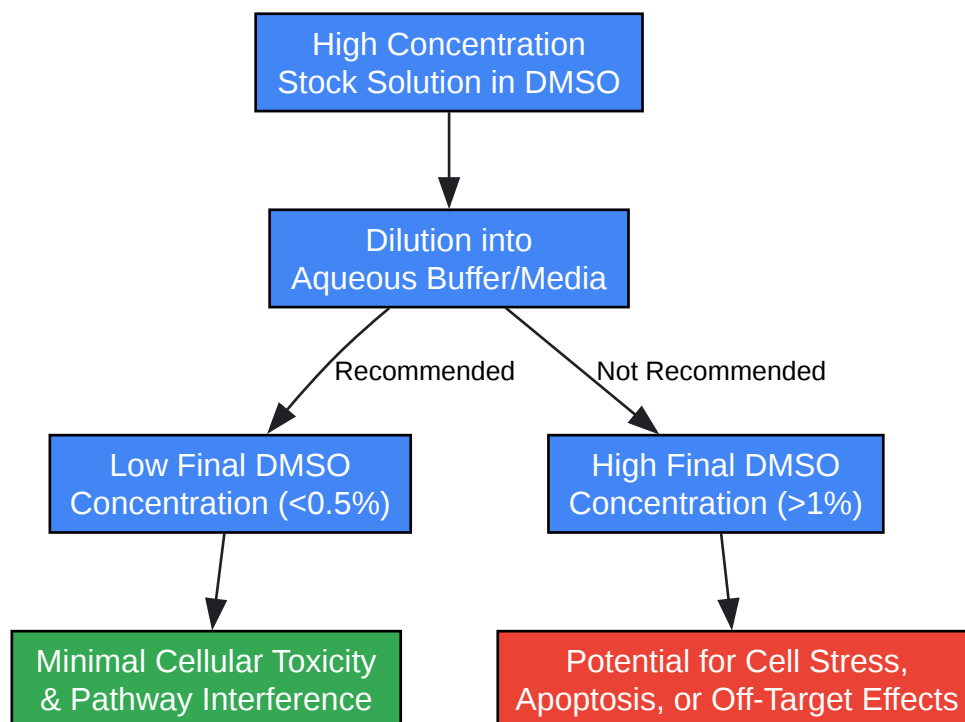 High Concentration
Stock Solution in DMSO
Dilution into
Aqueous Buffer/Media
Recommended
Not Recommended
Low Final DMSO
Concentration (<0.5%)
High Final DMSO
Concentration (>1%)
Minimal Cellular Toxicity
& Pathway Interference
Potential for Cell Stress,
Apoptosis, or Off-Target Effects